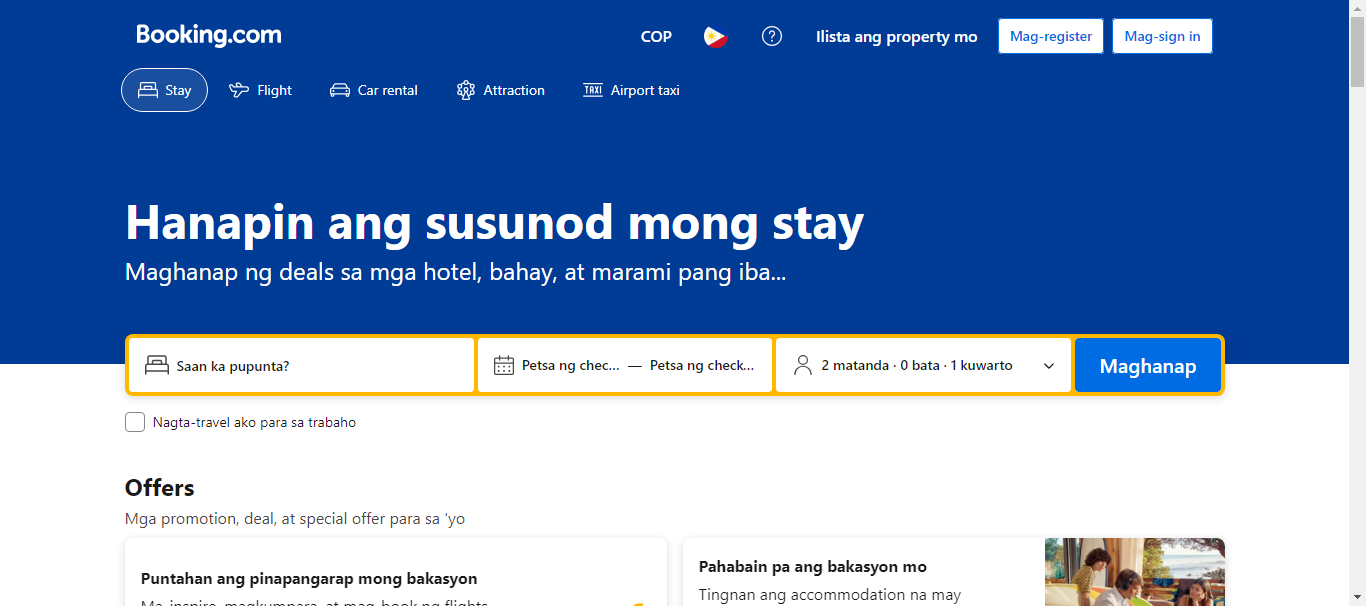 Booking.com
COP
Ilista ang property mo
Mag-register
Mag-sign in
Stay
Flight
Car rental
Attraction
TAXI
Airport taxi
Hanapin ang susunod mong stay
Maghanap ng deals sa mga hotel, bahay, at marami pang iba...
Saan ka pupunta?
Petsa ng chec... — Petsa ng check...
2 matanda · 0 bata · 1 kuwarto
Maghanap
Nagta-travel ako para sa trabaho
Offers
Mga promotion, deal, at special offer para sa 'yo
Puntahan ang pinapangarap mong bakasyon
Ma-inspire, magkumpara, at mag-book ng flights
Pahabain pa ang bakasyon mo
Tingnan ang accommodation na may